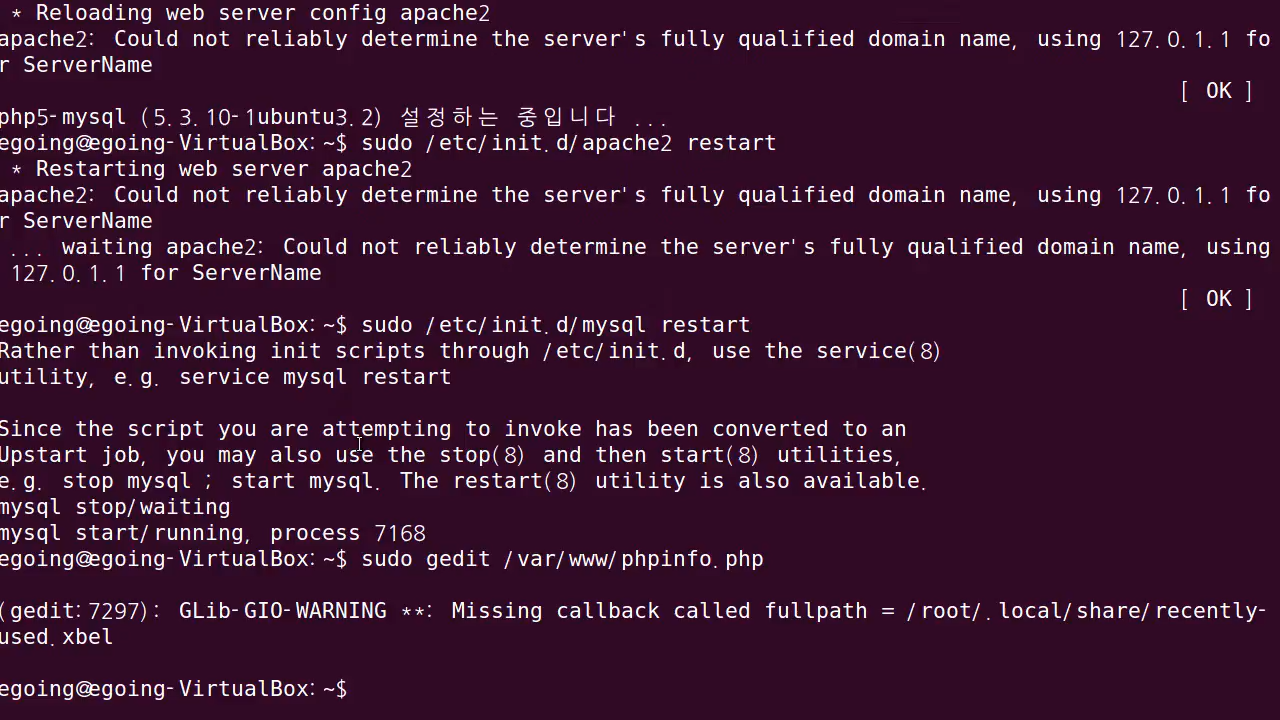 * Reloading web server config apache2
apache2: Could not reliably determine the server's fully qualified domain name, using 127.0.1.1 fo
r ServerName
[ OK ]
php5-mysql (5.3.10-1ubuntu3.2) 설정하는 중입니다 ...
egoing@egoing-VirtualBox:~$ sudo /etc/init.d/apache2 restart
* Restarting web server apache2
apache2: Could not reliably determine the server's fully qualified domain name, using 127.0.1.1 fo
r ServerName
... waiting apache2: Could not reliably determine the server's fully qualified domain name, using
127.0.1.1 for ServerName
[ OK ]
egoing@egoing-VirtualBox:~$ sudo /etc/init.d/mysql restart
Rather than invoking init scripts through /etc/init.d, use the service(8)
utility, e.g. service mysql restart
Since the script you are attempting to invoke has been converted to an
Upstart job, you may also use the stop(8) and then start(8) utilities,
e.g. stop mysql ; start mysql. The restart(8) utility is also available.
mysql stop/waiting
mysql start/running, process 7168
egoing@egoing-VirtualBox:~$ sudo gedit /var/www/phpinfo.php
(gedit:7297): GLib-GIO-WARNING **: Missing callback called fullpath = /root/.local/share/recently-
used.xbel
egoing@egoing-VirtualBox:~$